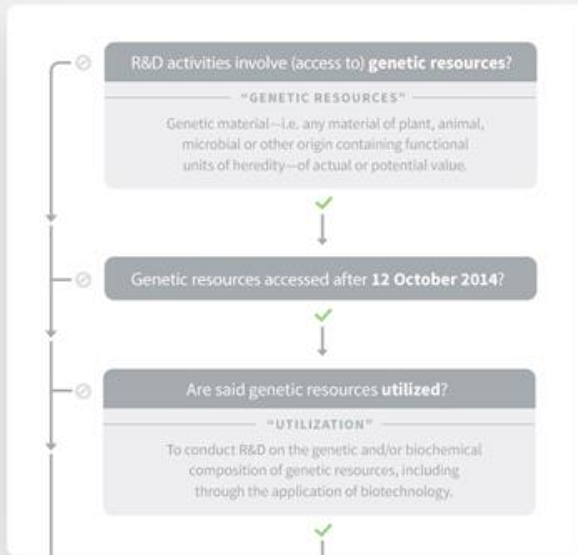 R&D activities involve (access to) genetic resources?
"GENETIC RESOURCES"
Genetic material—i.e. any material of plant, animal,
microbial or other origin containing functional
units of heredity—of actual or potential value.
Genetic resources accessed after 12 October 2014?
Are said genetic resources utilized?
"UTILIZATION"
To conduct R&D on the genetic and/or biochemical
composition of genetic resources, including
through the application of biotechnology.